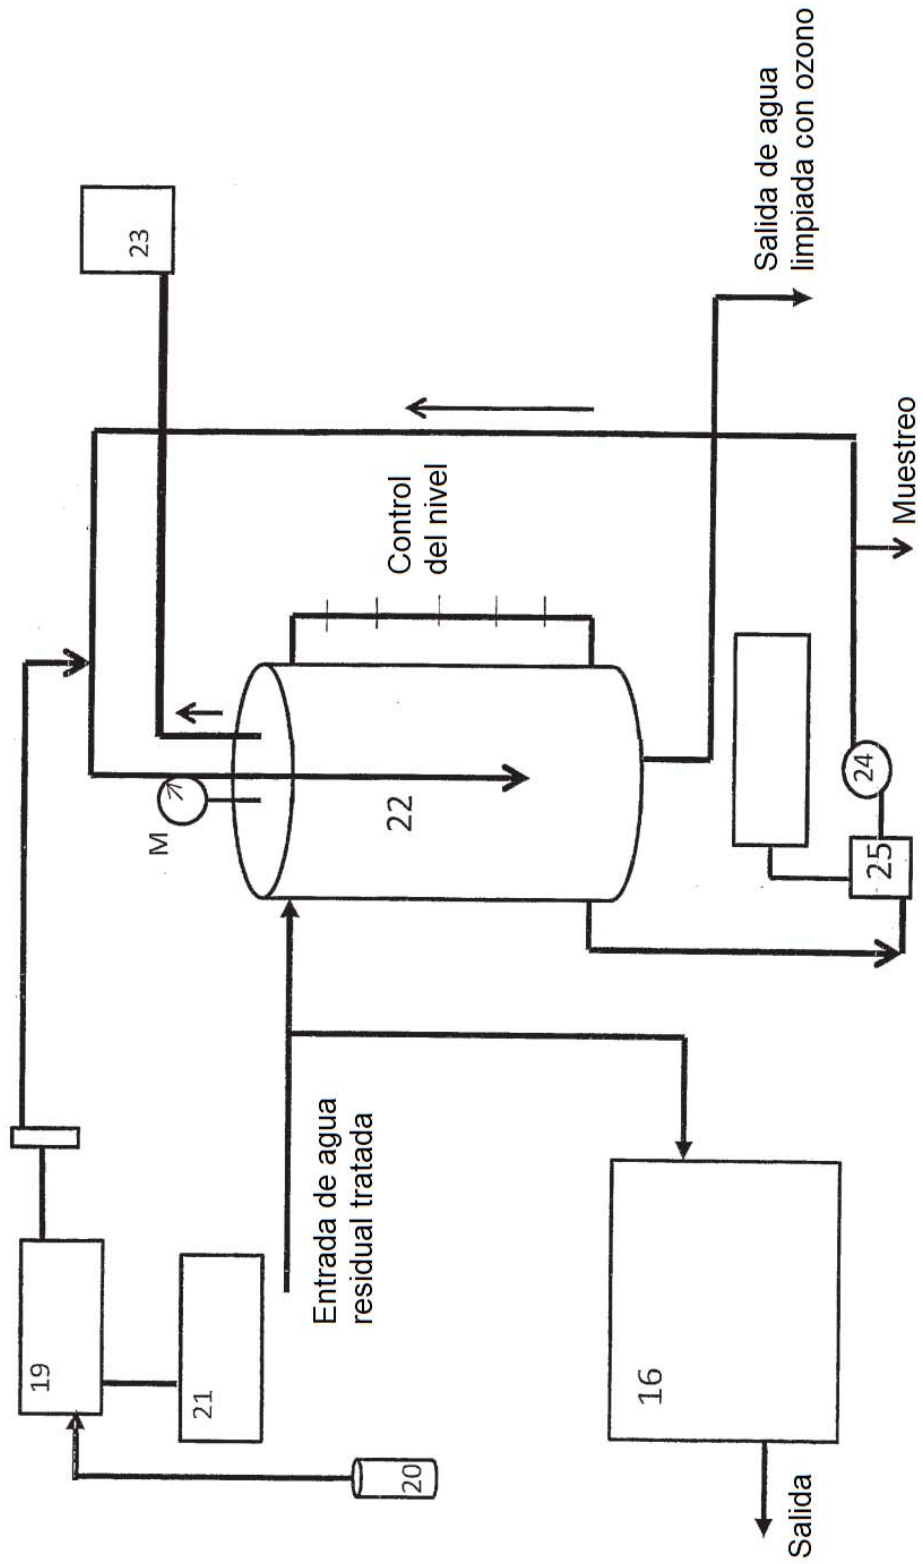 20
19
21
Entrada de agua
residual tratada
16
Salida
M
22
23
Control
del nivel
25
24
Muestreo
Salida de agua
limpiada con ozono